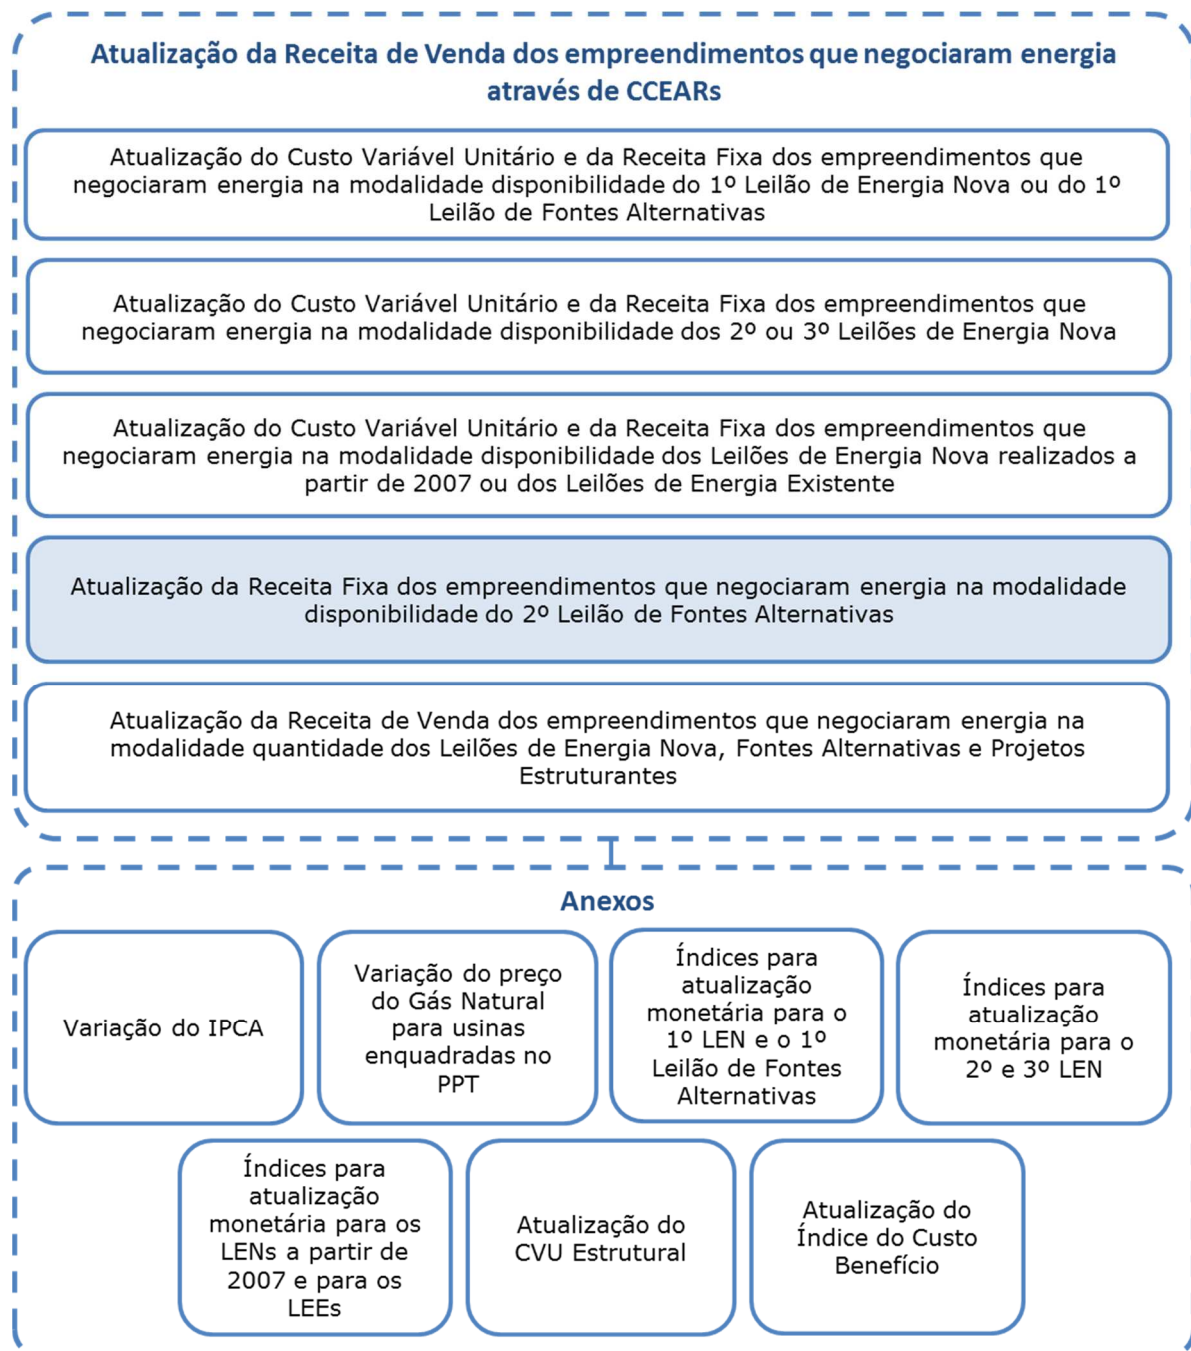 Atualização da Receita de Venda dos empreendimentos que negociaram energia
através de CCEARs
Atualização do Custo Variável Unitário e da Receita Fixa dos empreendimentos que
negociaram energia na modalidade disponibilidade do 1º Leilão de Energia Nova ou do 1º
Leilão de Fontes Alternativas
Atualização do Custo Variável Unitário e da Receita Fixa dos empreendimentos que
negociaram energia na modalidade disponibilidade dos 2º ou 3º Leilões de Energia Nova
Atualização do Custo Variável Unitário e da Receita Fixa dos empreendimentos que
negociaram energia na modalidade disponibilidade dos Leilões de Energia Nova realizados a
partir de 2007 ou dos Leilões de Energia Existente
Atualização da Receita Fixa dos empreendimentos que negociaram energia na modalidade
disponibilidade do 2º Leilão de Fontes Alternativas
Atualização da Receita de Venda dos empreendimentos que negociaram energia na
modalidade quantidade dos Leilões de Energia Nova, Fontes Alternativas e Projetos
Estruturantes
Anexos
Variação do IPCA
Variação do preço
do Gás Natural
para usinas
enquadradas no
PPT
Índices para
atualização
monetária para o
1º LEN e o 1º
Leilão de Fontes
Alternativas
Índices para
atualização
monetária para o
2º e 3º LEN
Índices para
atualização
monetária para os
LENs a partir de
2007 e para os
LEEs
Atualização do
CVU Estrutural
Atualização do
Índice do Custo
Benefício